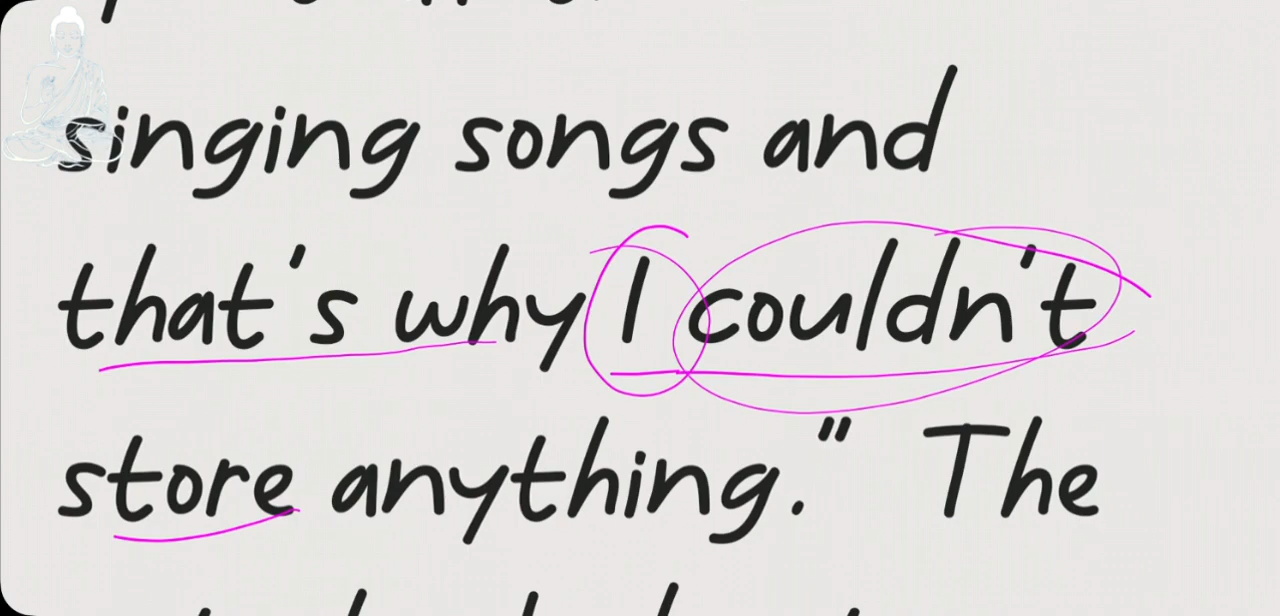 singing songs and
that's why I couldn't
store anything." The